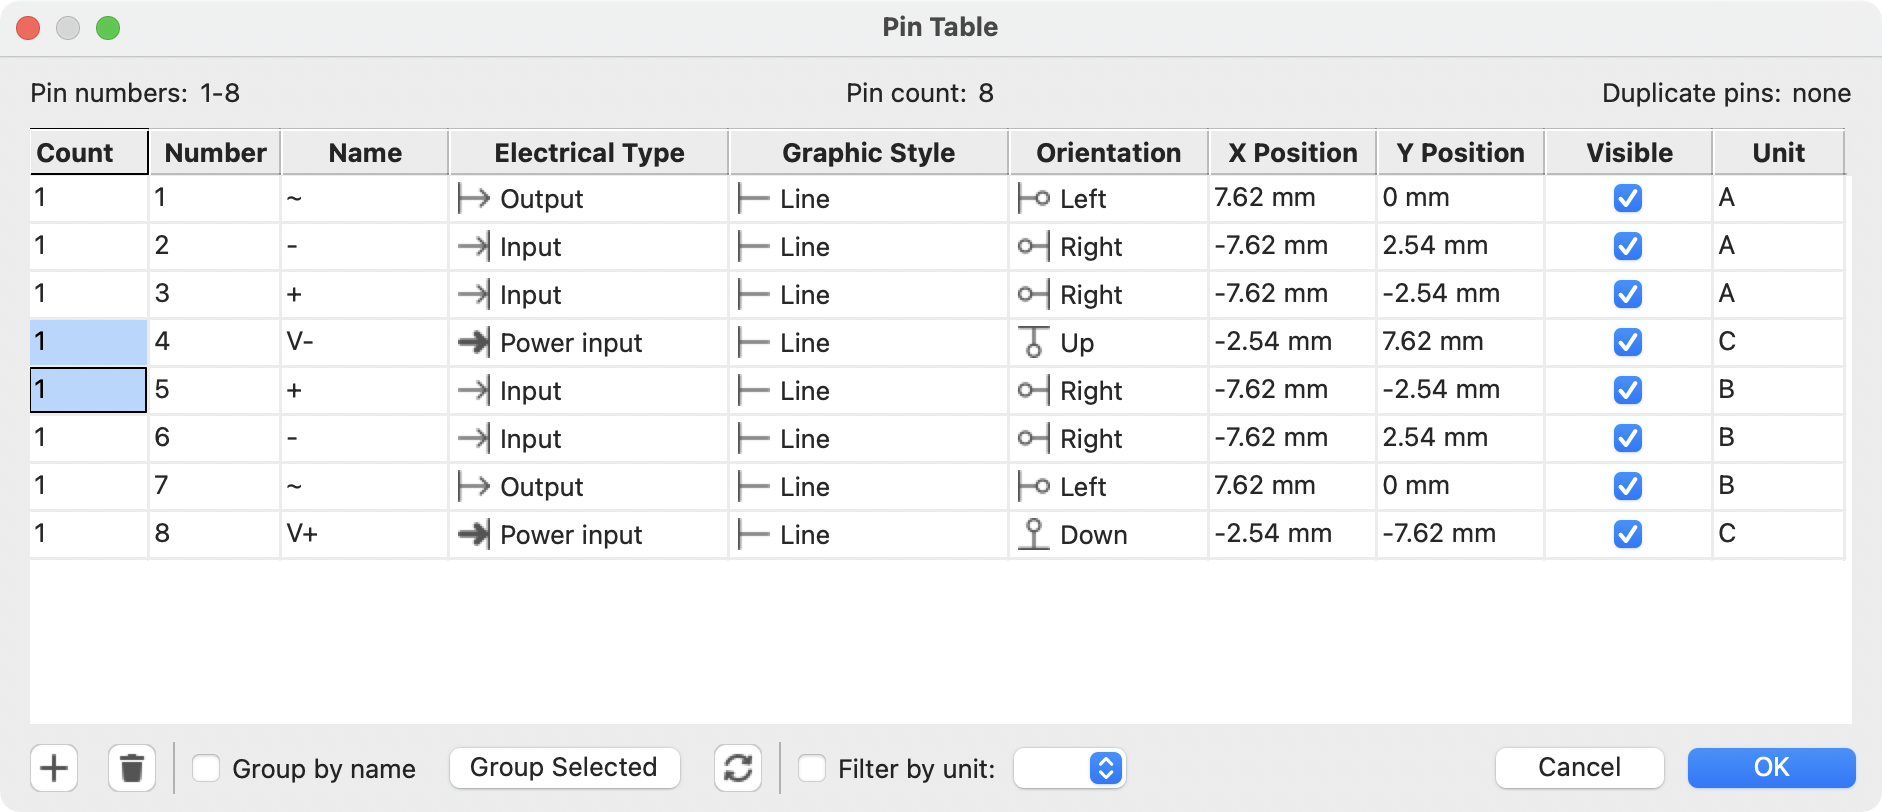 Pin Table
Pin numbers: 1-8 Pin count: 8 Duplicate pins: none
Count Number Name Electrical Type Graphic Style Orientation X Position Y Position Visible Unit
1 1 ~ Output Line Left 7.62 mm 0 mm A
1 2 - Input Line Right -7.62 mm 2.54 mm A
1 3 + Input Line Right -7.62 mm -2.54 mm A
1 4 V- Power input Line Up -2.54 mm 7.62 mm C
1 5 + Input Line Right -7.62 mm -2.54 mm B
1 6 - Input Line Right -7.62 mm 2.54 mm B
1 7 ~ Output Line Left 7.62 mm 0 mm B
1 8 V+ Power input Line Down -2.54 mm -7.62 mm C
Group by name Group Selected Filter by unit: Cancel OK